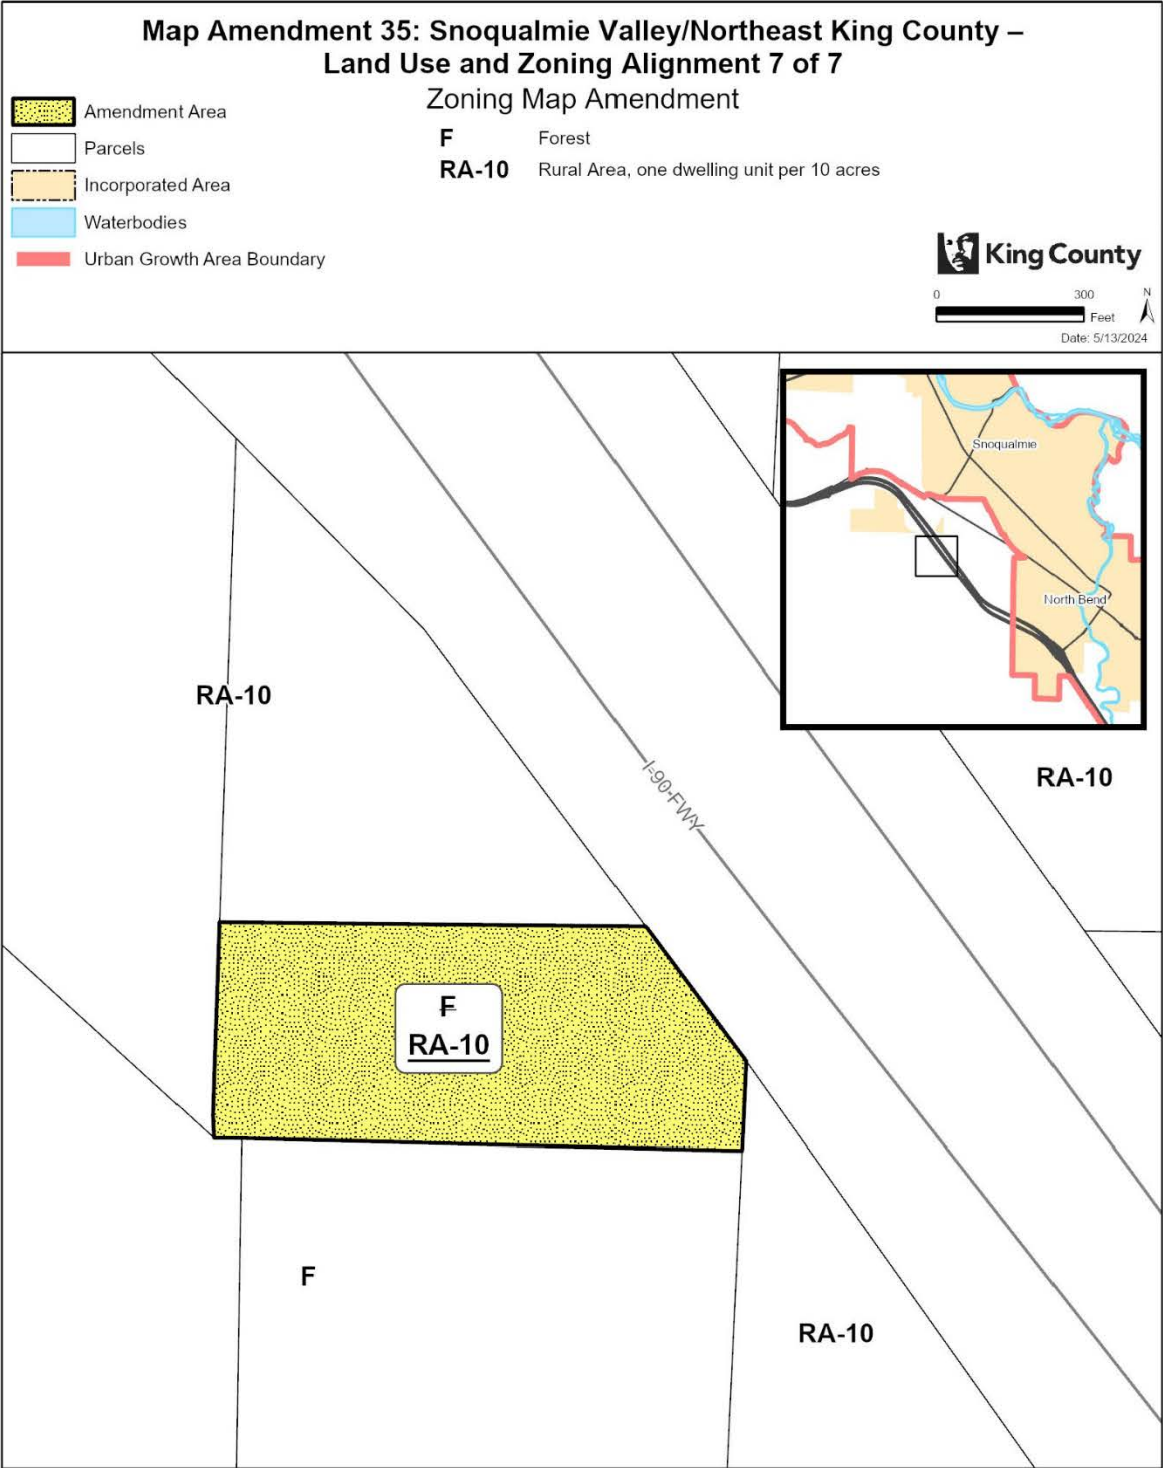 Map Amendment 35: Snoqualmie Valley/Northeast King County –
Land Use and Zoning Alignment 7 of 7
Zoning Map Amendment
Amendment Area
Parcels
Incorporated Area
Waterbodies
Urban Growth Area Boundary
F Forest
RA-10 Rural Area, one dwelling unit per 10 acres
King County
0 300
Feet
N
Date: 5/13/2024
Snoqualmie
North Bend
RA-10
I-90 FWY
RA-10
F
RA-10
F
RA-10